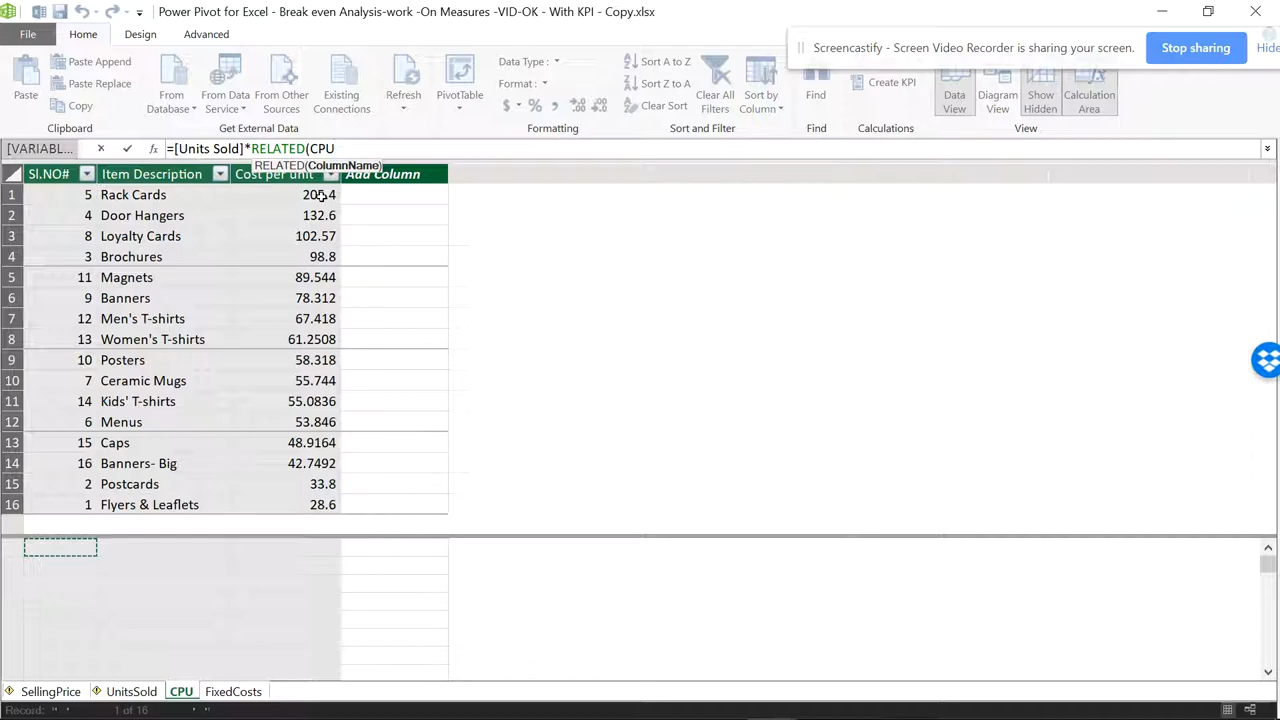 Power Pivot for Excel - Break even Analysis-work -On Measures -VID-OK - With KPI - Copy.xlsx
File Home Design Advanced
Screencastify - Screen Video Recorder is sharing your screen. Stop sharing Hide
Paste Paste Append Paste Replace Copy Clipboard
From Database From Data Service From Other Sources Existing Connections Get External Data
Refresh PivotTable
Data Type : Format : $ % Formatting
Sort A to Z Sort Z to A Clear Sort Clear All Filters Sort by Column Sort and Filter
Find Find
Create KPI Calculations
Data View Diagram View Show Hidden Calculation Area View
[VARIABL... fx =[Units Sold]*RELATED(CPU
RELATED(ColumnName)
Sl.NO# Item Description Cost per unit Add Column
1 5 Rack Cards 205.4
2 4 Door Hangers 132.6
3 8 Loyalty Cards 102.57
4 3 Brochures 98.8
5 11 Magnets 89.544
6 9 Banners 78.312
7 12 Men's T-shirts 67.418
8 13 Women's T-shirts 61.2508
9 10 Posters 58.318
10 7 Ceramic Mugs 55.744
11 14 Kids' T-shirts 55.0836
12 6 Menus 53.846
13 15 Caps 48.9164
14 16 Banners- Big 42.7492
15 2 Postcards 33.8
16 1 Flyers & Leaflets 28.6
SellingPrice UnitsSold CPU FixedCosts
Record: 1 of 16